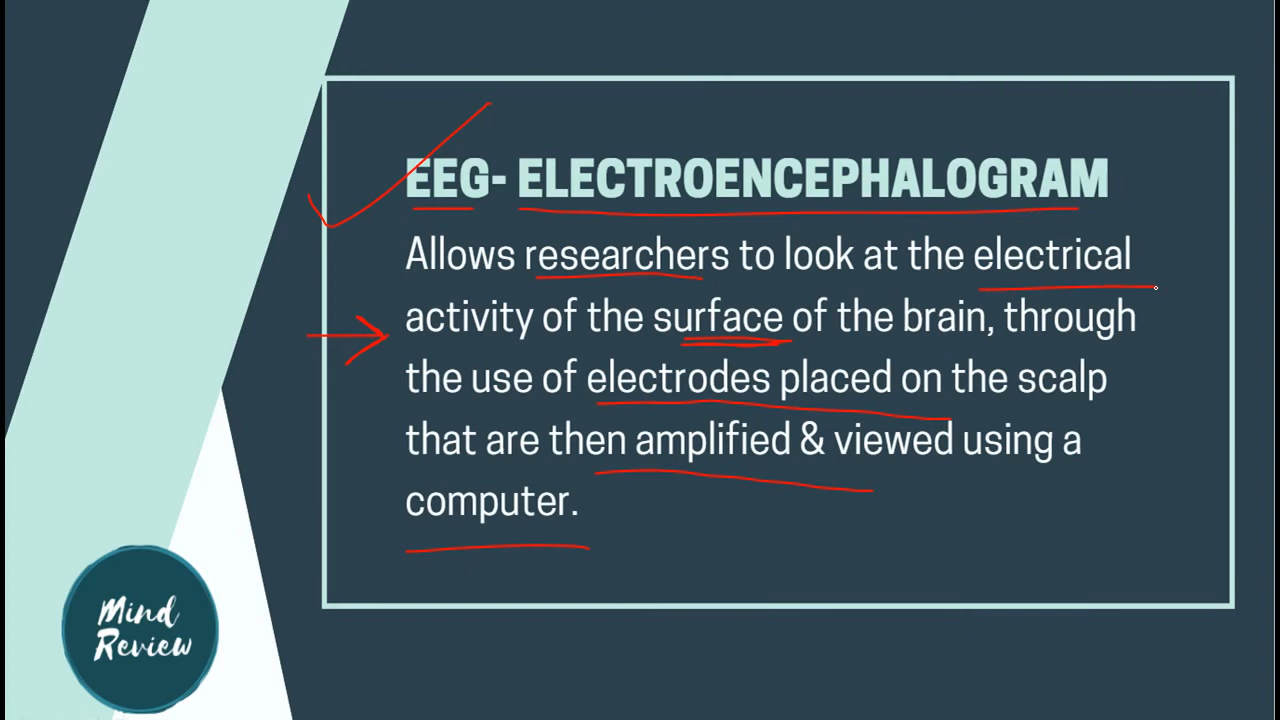 EEG- ELECTROENCEPHALOGRAM
Allows researchers to look at the electrical
activity of the surface of the brain, through
the use of electrodes placed on the scalp
that are then amplified & viewed using a
computer.
Mind
Review